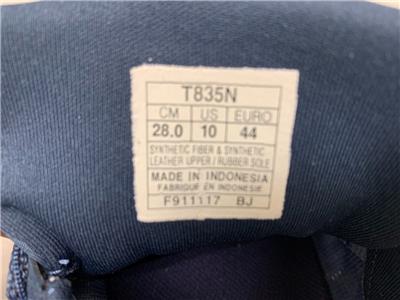 T835N
CM US EURO
28.0 10 44
SYNTHETIC FIBER & SYNTHETIC
LEATHER UPPER / RUBBER SOLE
MADE IN INDONESIA
FABRIQUÉ EN INDONESIA
F911117 BJ